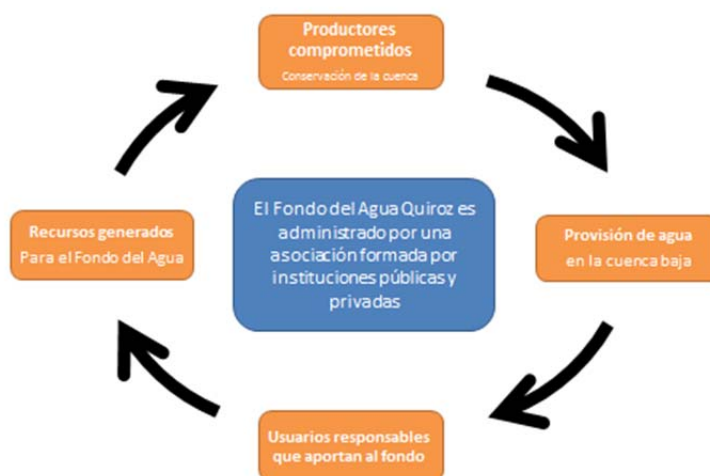 Productores
comprometidos
Conservación de la cuenca
Provisión de agua
en la cuenca baja
Usuarios responsables
que aportan al fondo
Recursos generados
Para el Fondo del Agua
El Fondo del Agua Quiroz es
administrado por una
asociación formada por
instituciones públicas y
privadas